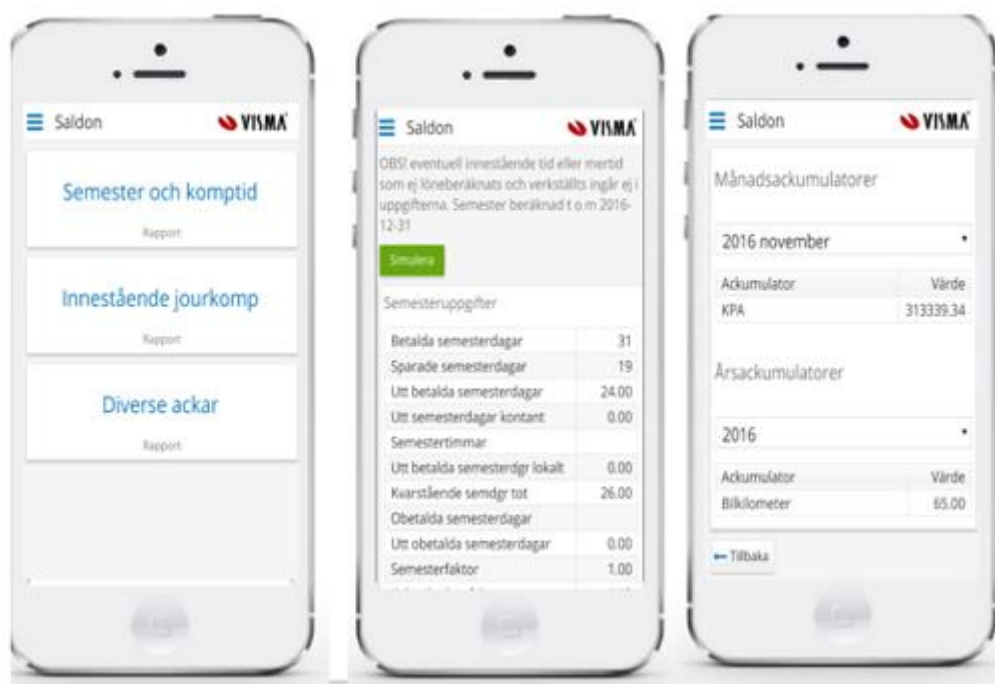 Saldon
VISMA
Semester och komptid
Rapport
Innestående jourkomp
Rapport
Diverse ackar
Rapport
Saldon
VISMA
OBS! eventuell innestående tid eller mertid
som ej löneberäknats och verkställts ingår ej i
uppgifterna. Semester beräknad t o m 2016-
12-31
Simulera
Semesteruppgifter
Betalda semesterdagar 31
Sparade semesterdagar 19
Utt betalda semesterdagar 24.00
Utt semesterdagar kontant 0.00
Semestertimmar
Utt betalda semesterdgr lokalt 0.00
Kvarstående semdgr tot 26.00
Obetalda semesterdagar
Utt obetalda semesterdagar 0.00
Semesterfaktor 1.00
Saldon
VISMA
Månadsackumulatorer
2016 november
Ackumulator Värde
KPA 313339.34
Årsackumulatorer
2016
Ackumulator Värde
Bilkilometer 65.00
Tillbaka